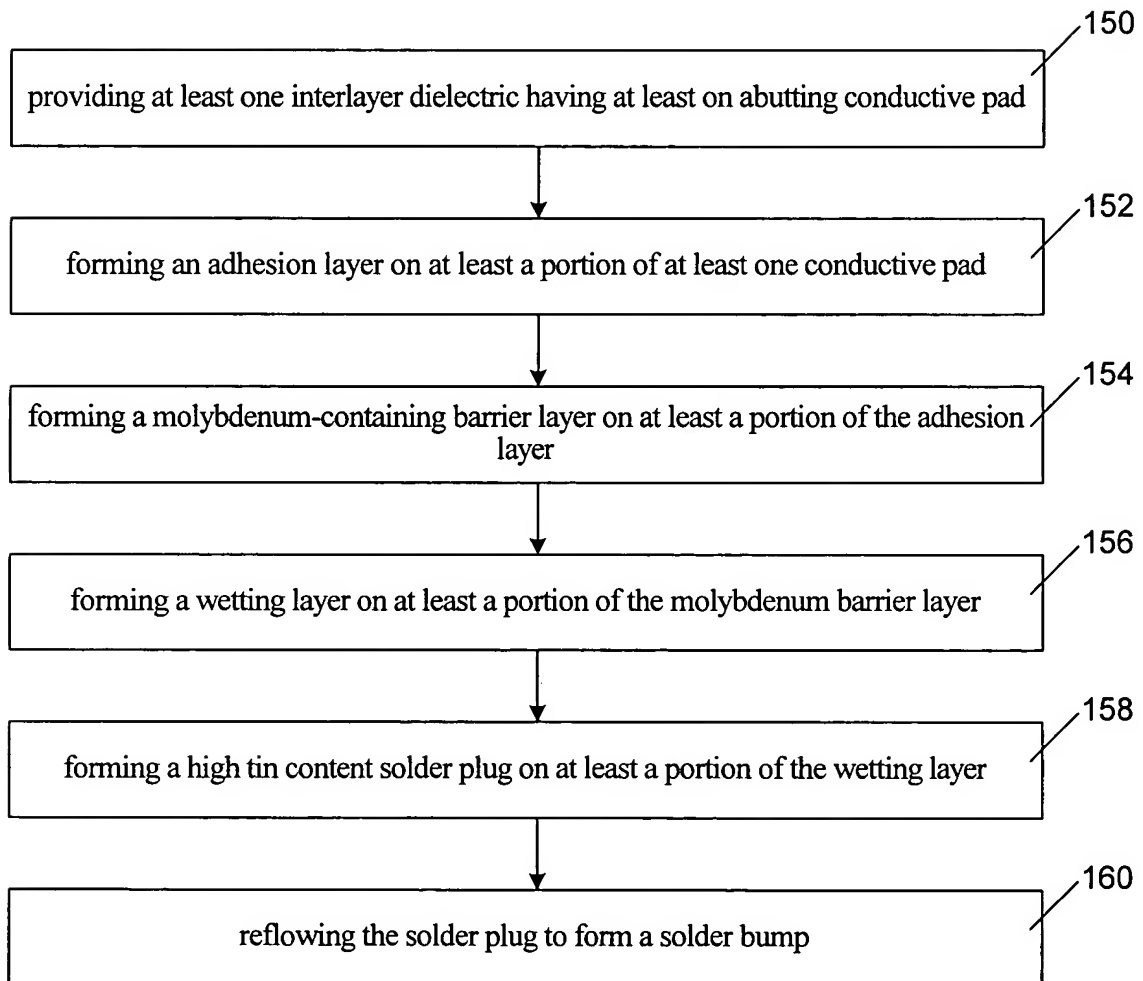 150
providing at least one interlayer dielectric having at least on abutting conductive pad
152
forming an adhesion layer on at least a portion of at least one conductive pad
154
forming a molybdenum-containing barrier layer on at least a portion of the adhesion
layer
156
forming a wetting layer on at least a portion of the molybdenum barrier layer
158
forming a high tin content solder plug on at least a portion of the wetting layer
160
reflowing the solder plug to form a solder bump